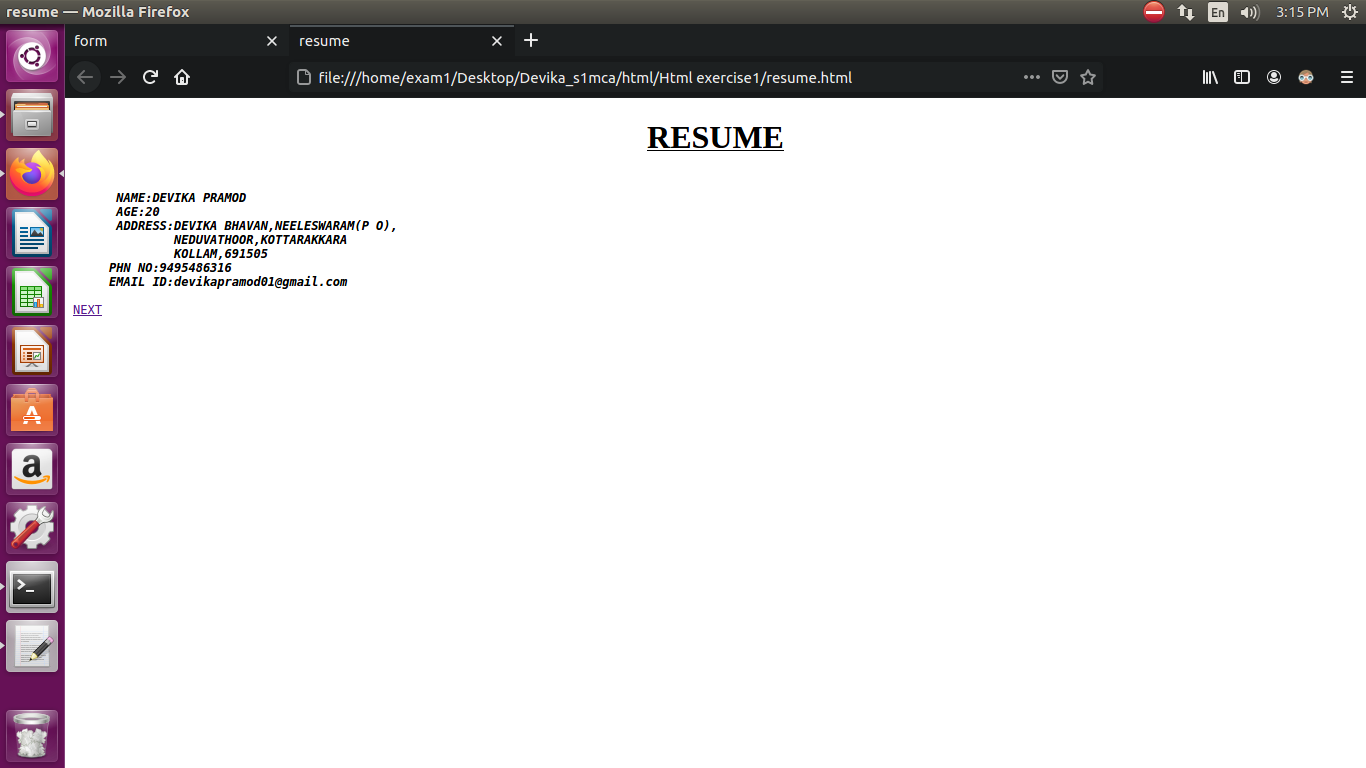 resume — Mozilla Firefox
En
3:15 PM
form
resume
file:///home/exam1/Desktop/Devika_s1mca/html/Html exercise1/resume.html
RESUME
NAME:DEVIKA PRAMOD
AGE:20
ADDRESS:DEVIKA BHAVAN,NEELESWARAM(P O),
NEDUVATHOOR,KOTTARAKKARA
KOLLAM,691505
PHN NO:9495486316
EMAIL ID:devikapramod01@gmail.com
NEXT